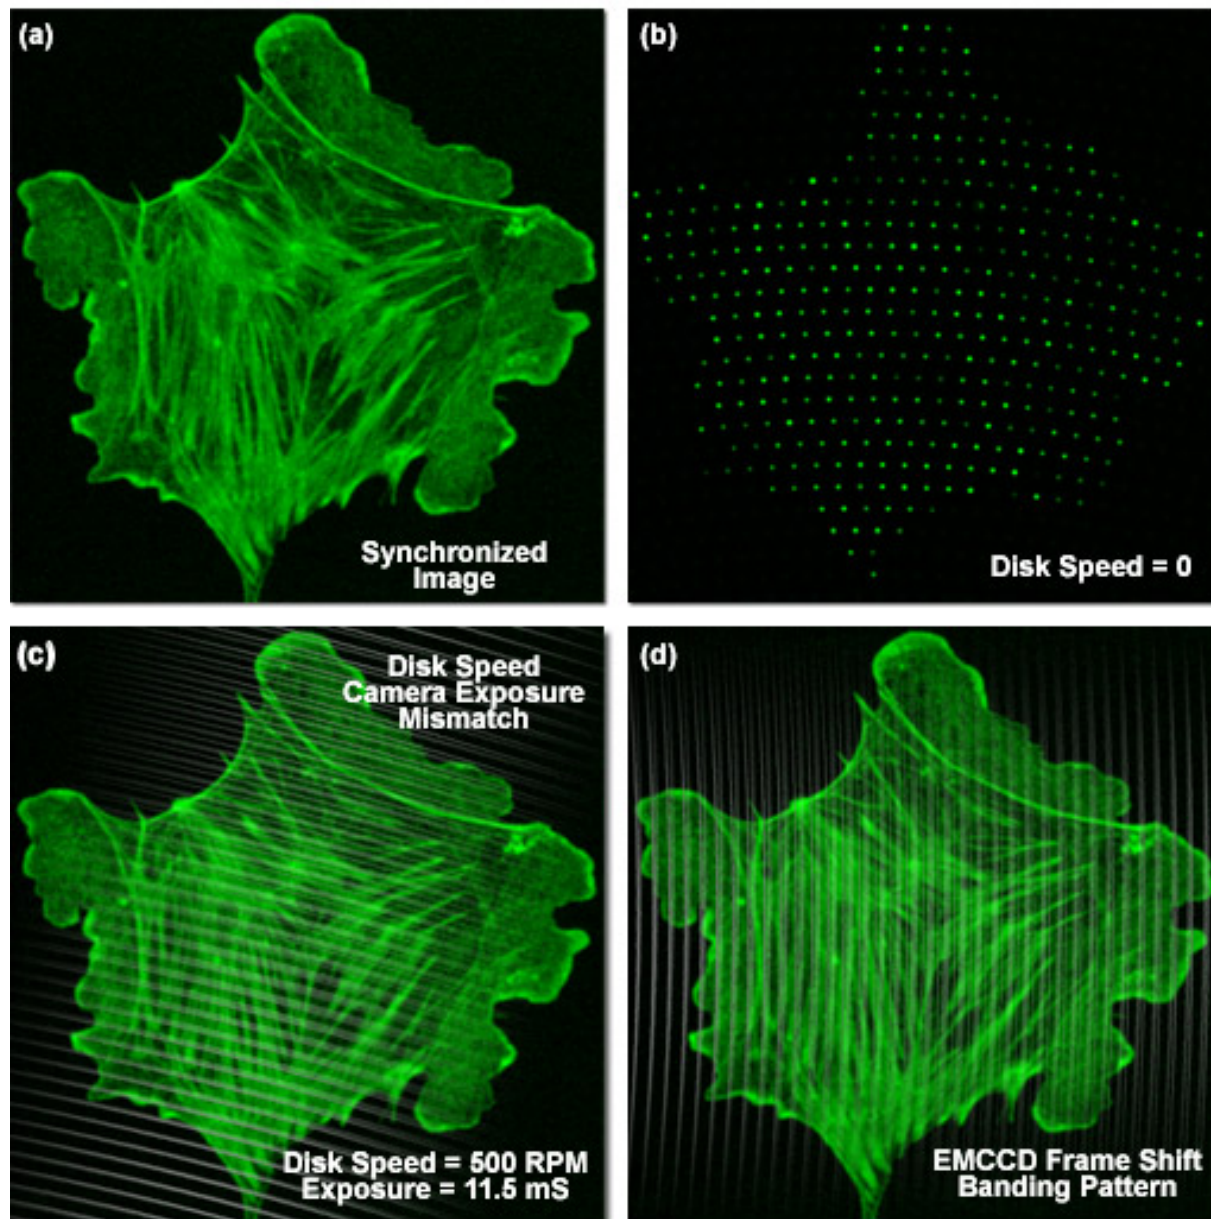 (a)
Synchronized
Image
(b)
Disk Speed = 0
(c)
Disk Speed
Camera Exposure
Mismatch
Disk Speed = 500 RPM
Exposure = 11.5 mS
(d)
EMCCD Frame Shift
Banding Pattern